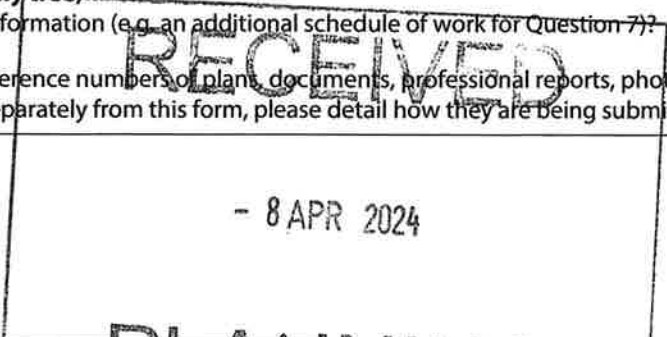 formation (e.g. an additional schedule of work for Question 7)?
RECEIVED
erence numbers of plans, documents, professional reports, pho
parately from this form, please detail how they are being subm
- 8 APR 2024